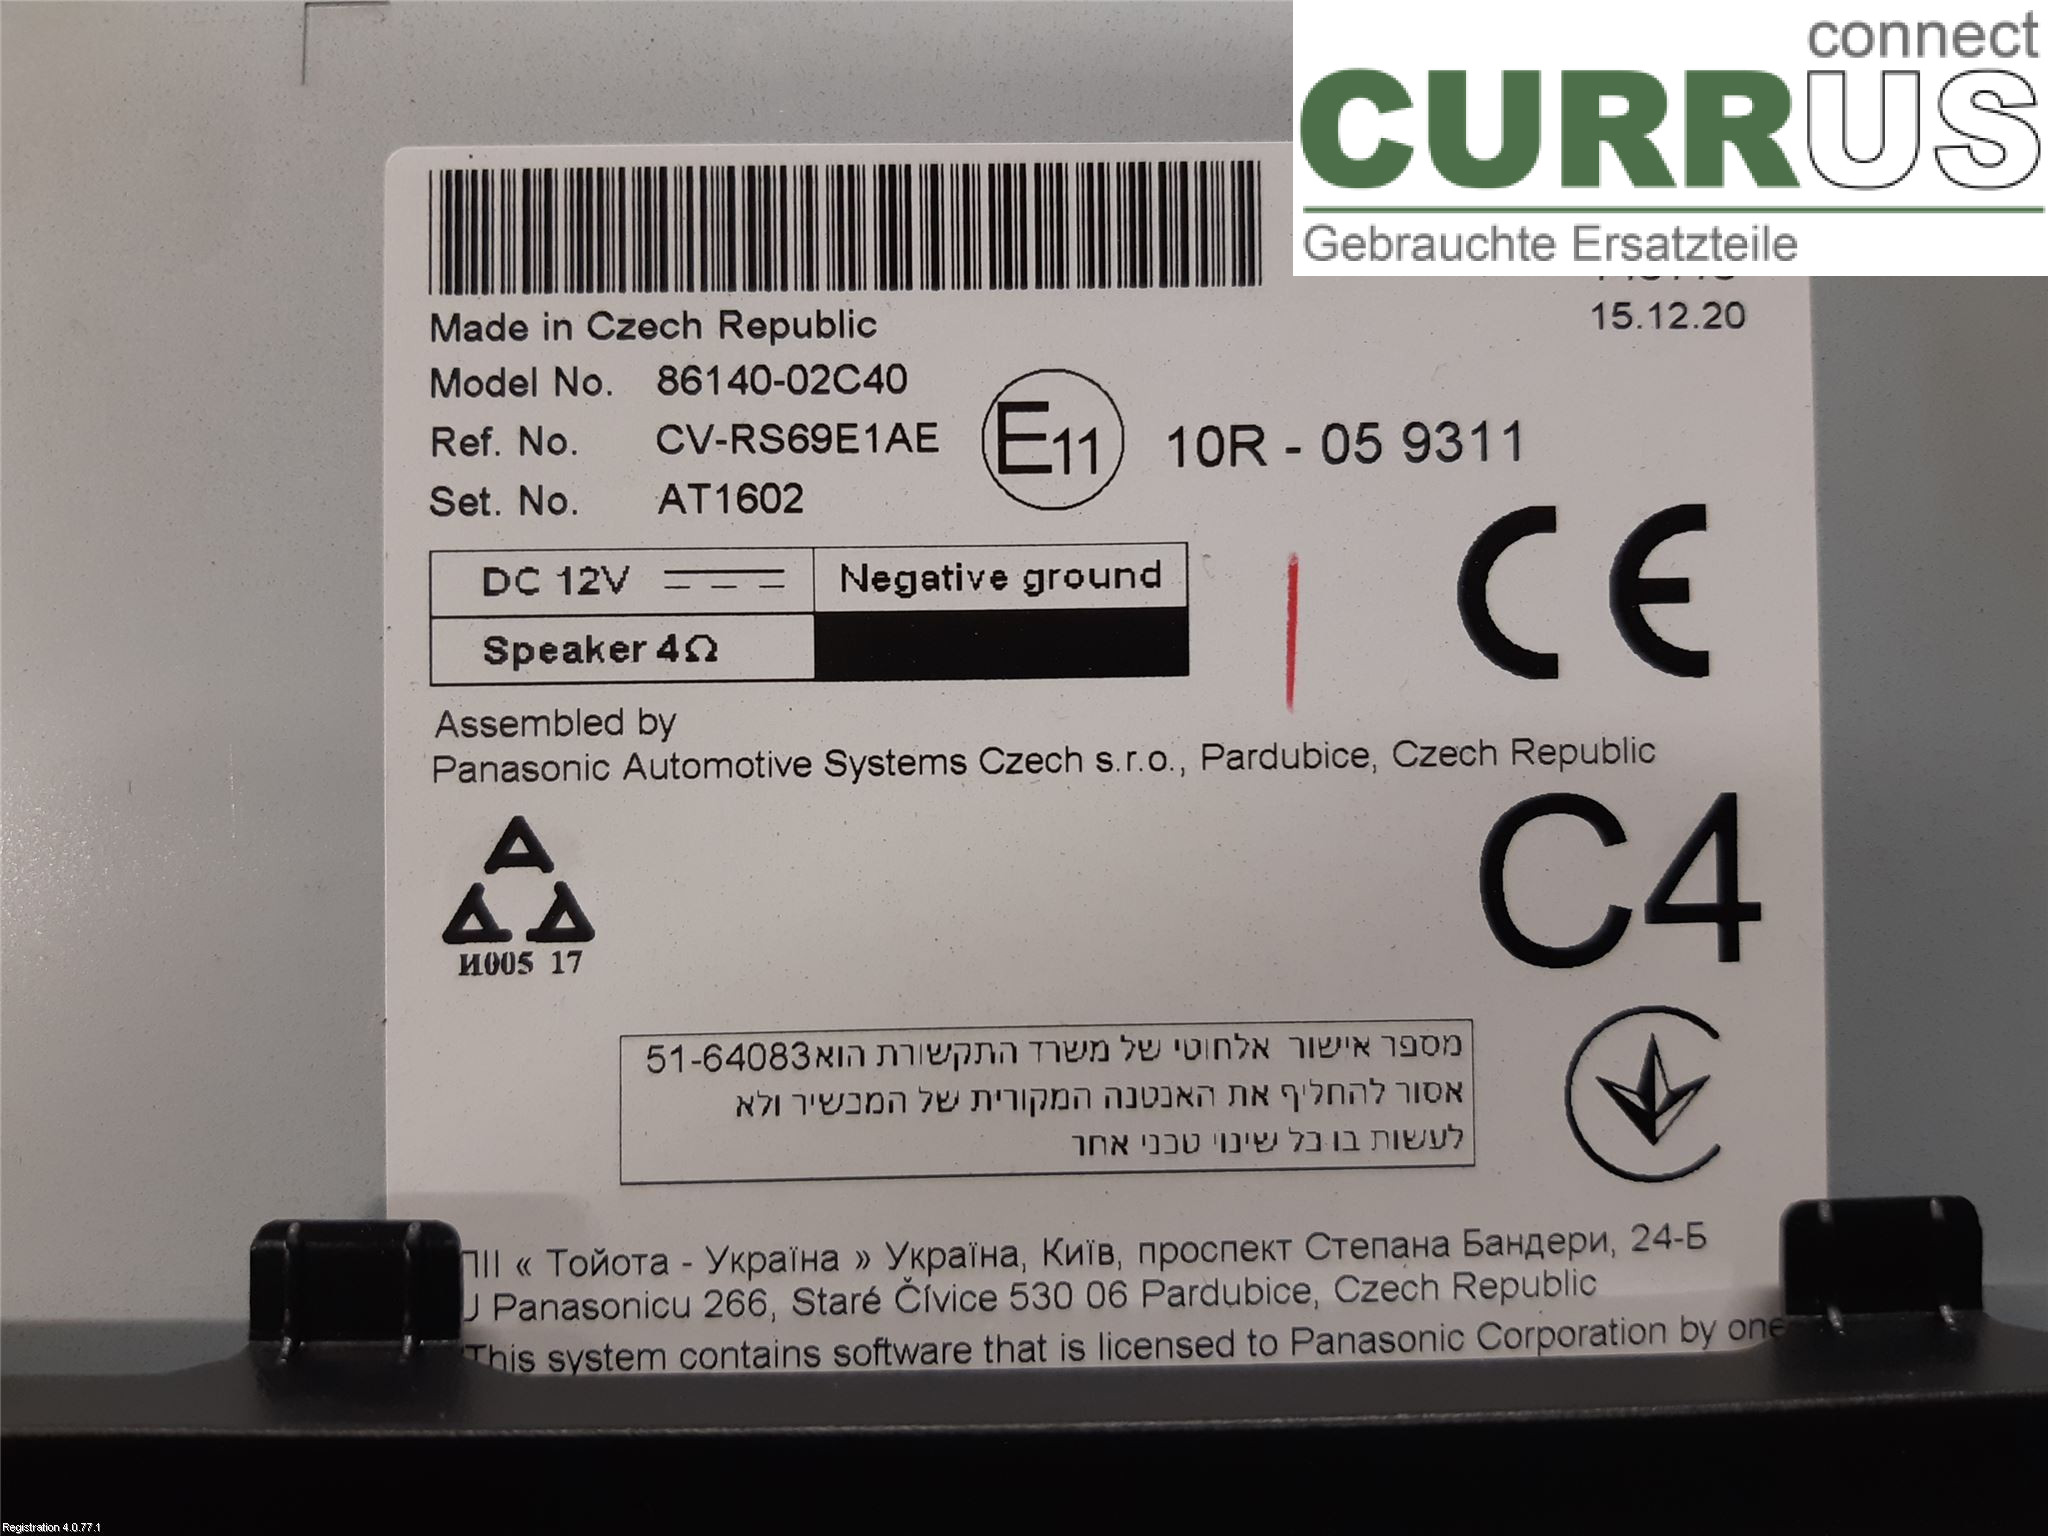 connect
CURRUS
Gebrauchte Ersatzteile
15.12.20
Made in Czech Republic
Model No. 86140-02C40
Ref. No. CV-RS69E1AE
Set. No. AT1602
E11 10R - 05 9311
DC 12V Negative ground
Speaker 4Ω
CE
Assembled by
Panasonic Automotive Systems Czech s.r.o., Pardubice, Czech Republic
И005 17
C4
מספר אישור אלחוטי של משרד התקשורת הוא51-64083
אסור להחליף את האנטנה המקורית של המכשיר ולא
לעשות בו כל שינוי טכני אחר
ПІІ « Тойота - Україна » Україна, Київ, проспект Степана Бандери, 24-Б
U Panasonicu 266, Staré Čívice 530 06 Pardubice, Czech Republic
This system contains software that is licensed to Panasonic Corporation by one
Registration 4.0.77.1